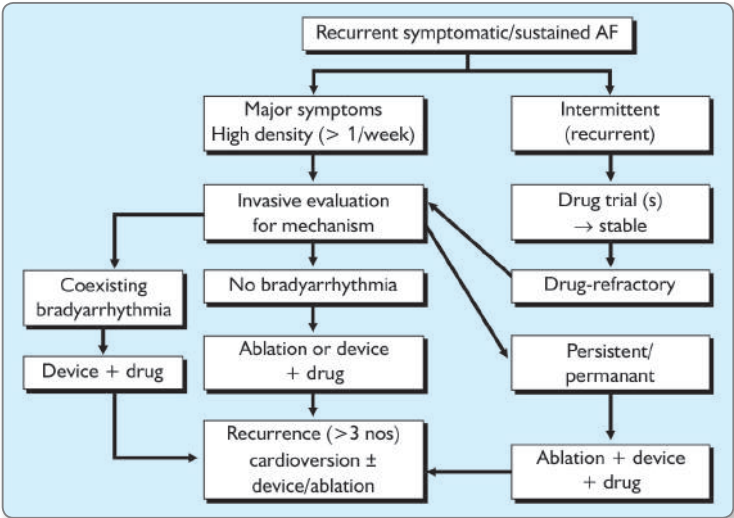 Recurrent symptomatic/sustained AF
Major symptoms
High density (> 1/week)
Intermittent
(recurrent)
Invasive evaluation
for mechanism
Drug trial (s)
→ stable
Coexisting
bradyarrhythmia
No bradyarrhythmia
Drug-refractory
Device + drug
Ablation or device
+ drug
Persistent/
permanant
Recurrence (>3 nos)
cardioversion ±
device/ablation
Ablation + device
+ drug